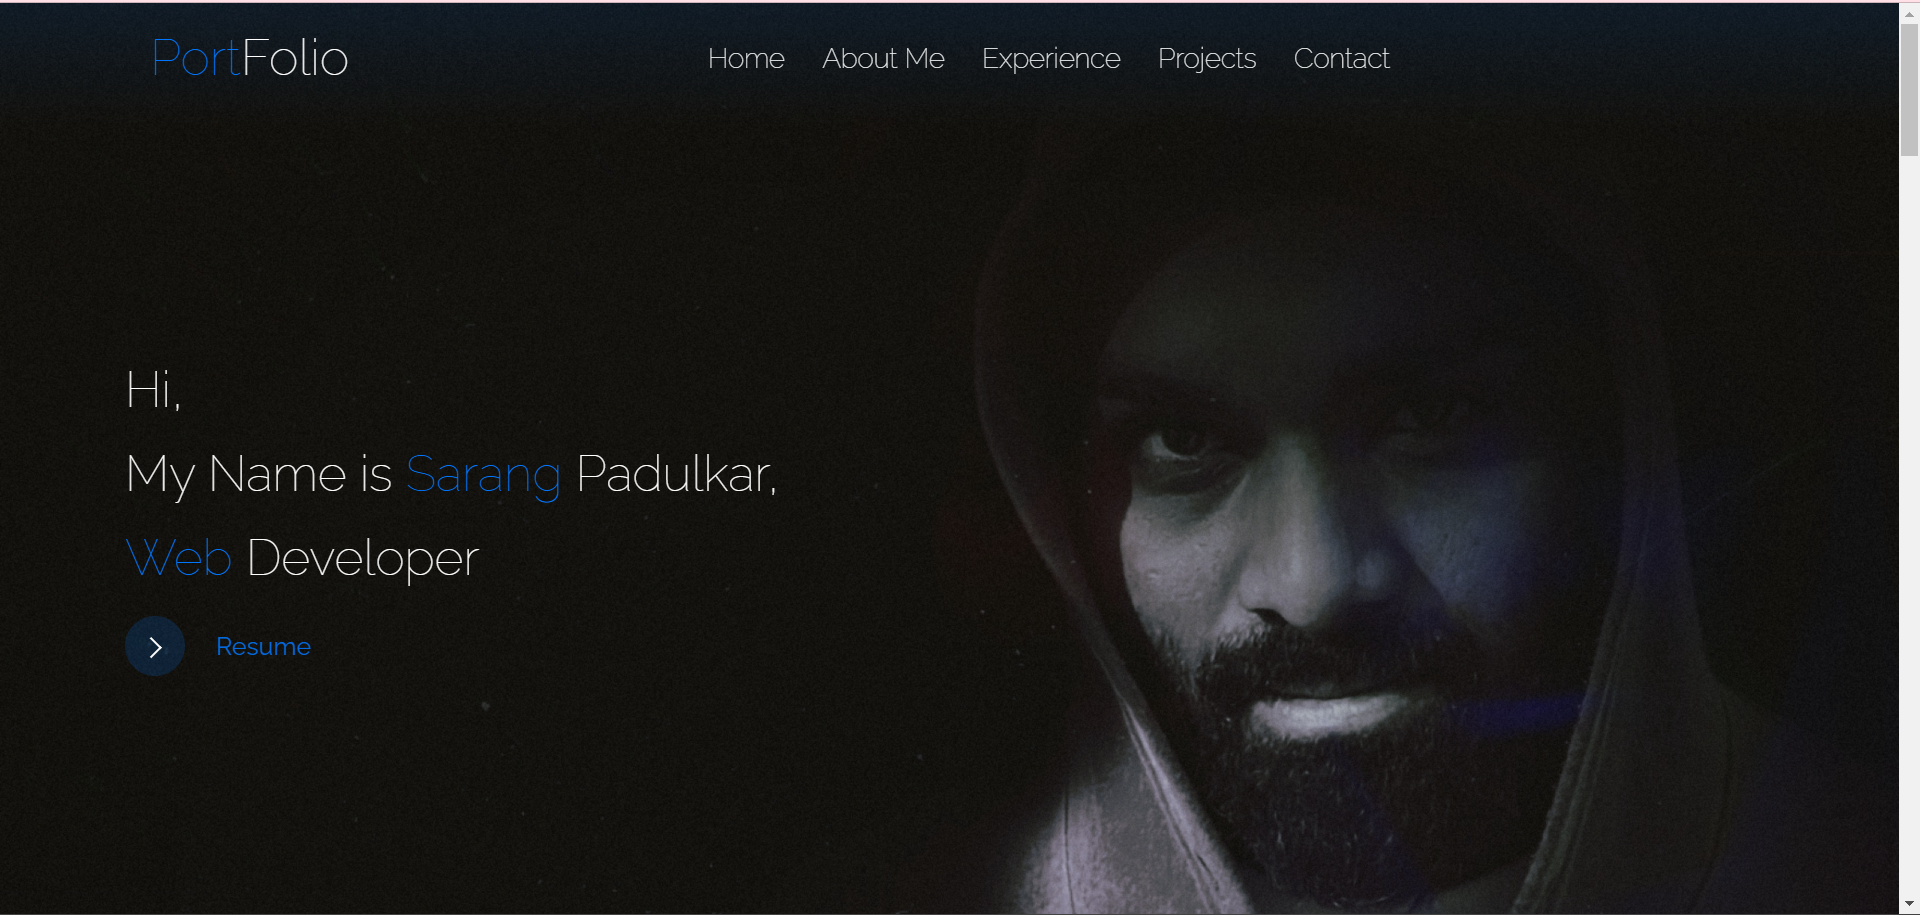 PortFolio
Home About Me Experience Projects Contact
Hi,
My Name is Sarang Padulkar,
Web Developer
Resume